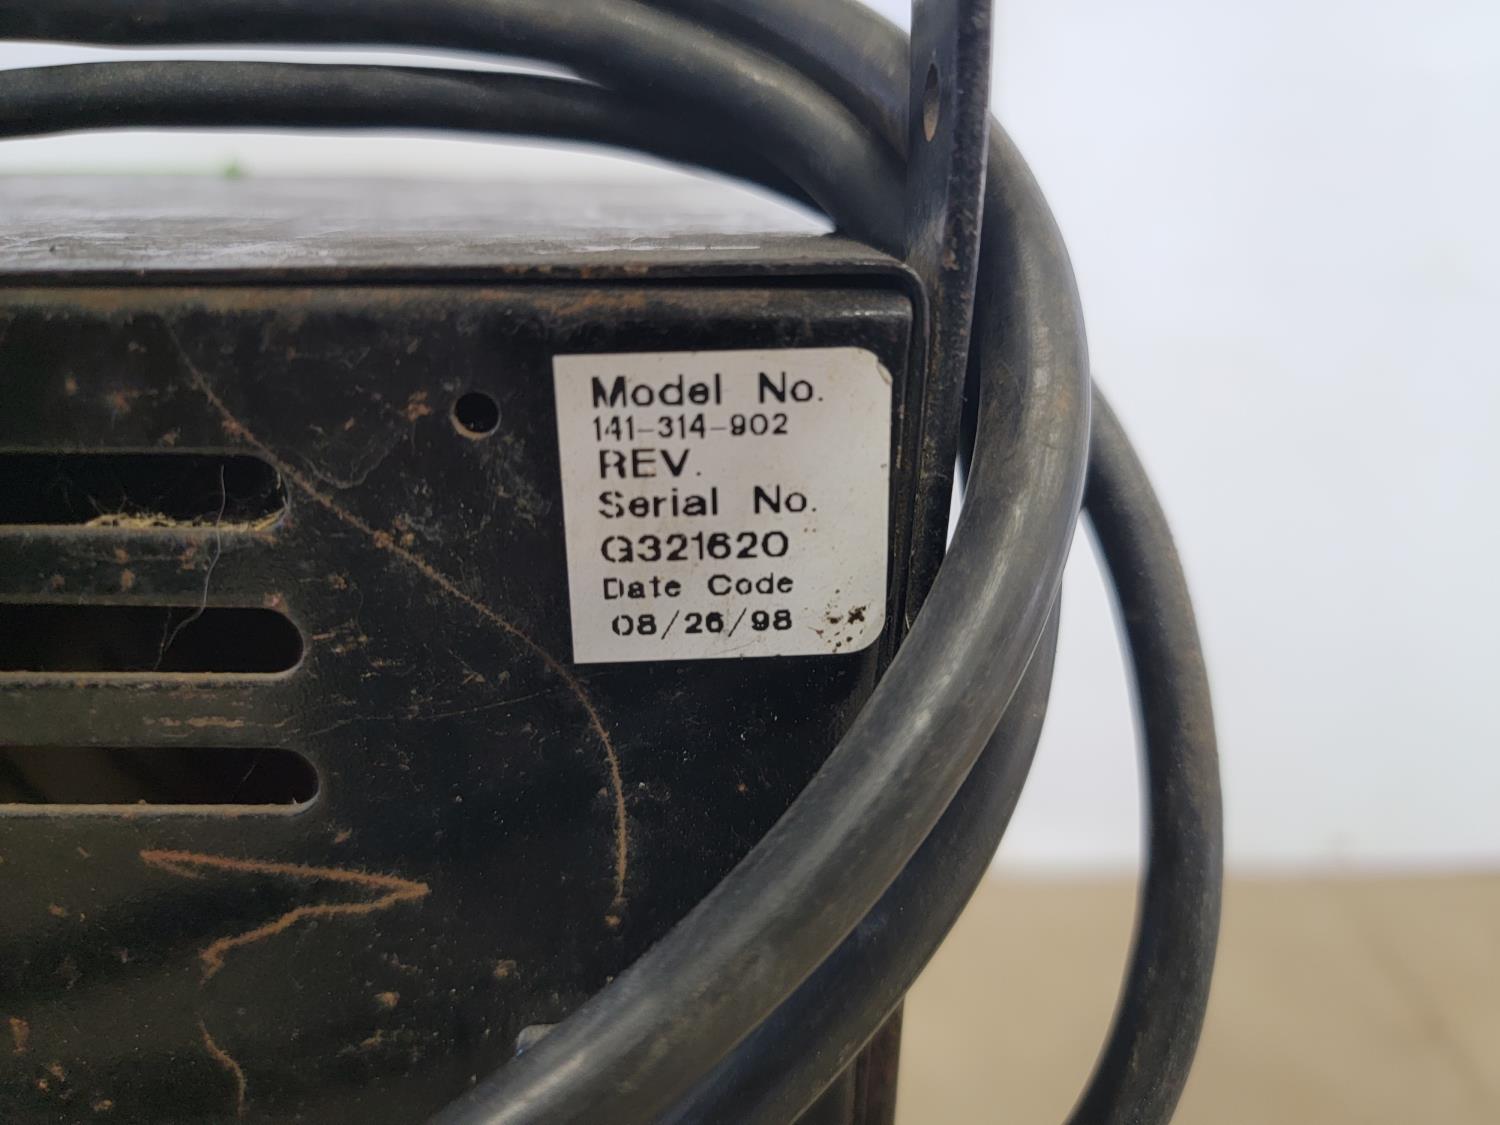 Model No.
141-314-902
REV.
Serial No.
G321620
Date Code
08/26/98